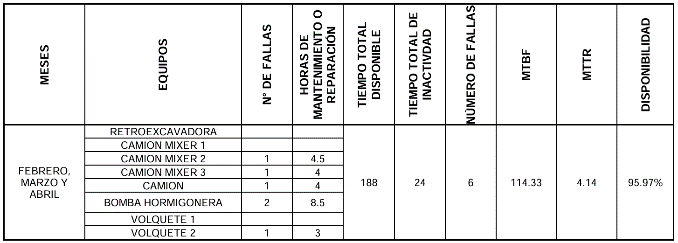 MESES
EQUIPOS
N° DE FALLAS
HORAS DE
MANTENIMIENTO O
REPARACIÓN
TIEMPO TOTAL
DISPONIBLE
TIEMPO TOTAL DE
INACTIVDAD
NÚMERO DE FALLAS
MTBF
MTTR
DISPONIBILIDAD
FEBRERO,
MARZO Y
ABRIL
RETROEXCAVADORA
CAMION MIXER 1
CAMION MIXER 2 1 4.5
CAMION MIXER 3 1 4
CAMION 1 4
BOMBA HORMIGONERA 2 8.5
VOLQUETE 1
VOLQUETE 2 1 3
188 24 6 114.33 4.14 95.97%